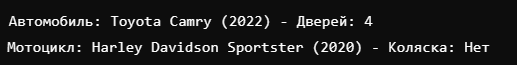 Автомобиль: Toyota Camry (2022) - Дверей: 4
Мотоцикл: Harley Davidson Sportster (2020) - Коляска: Нет